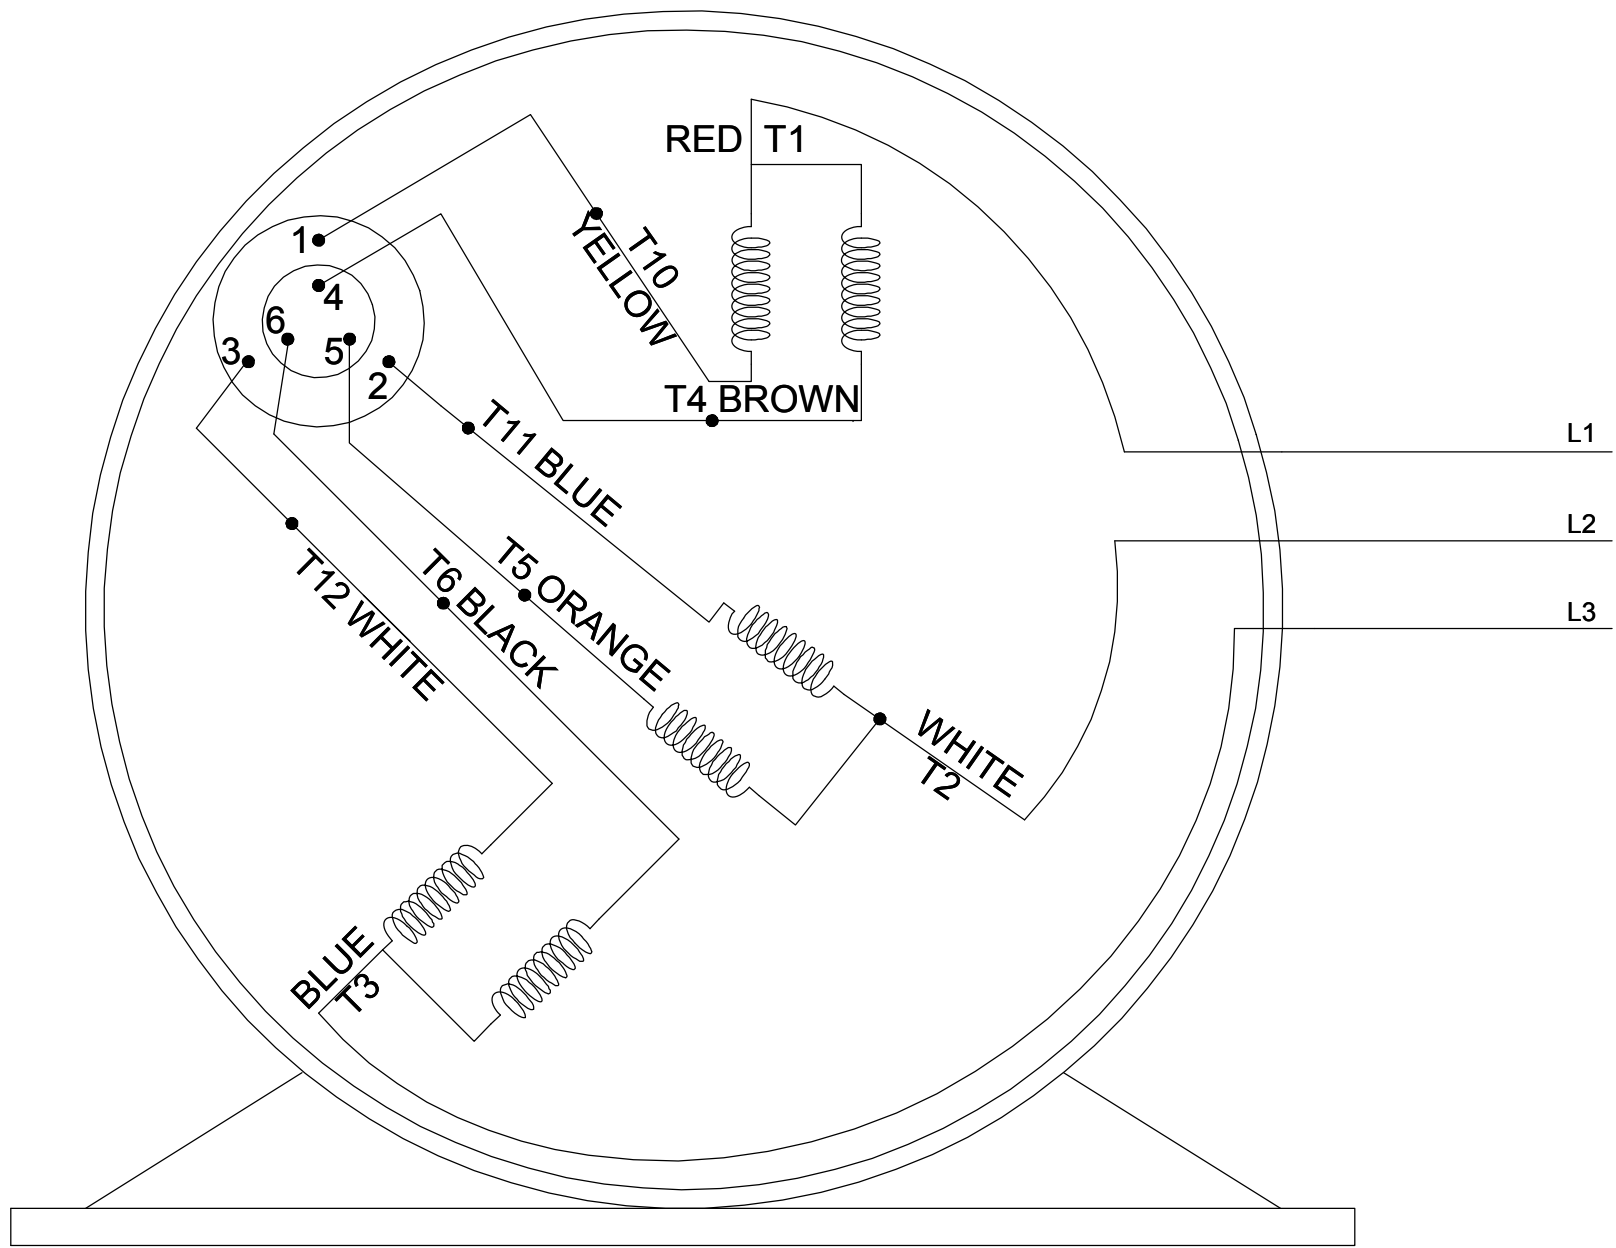 RED T1
T10
YELLOW
1
4
6
5
3
2
T4 BROWN
T11 BLUE
L1
L2
L3
T5 ORANGE
T6 BLACK
T12 WHITE
WHITE
T2
BLUE
T3